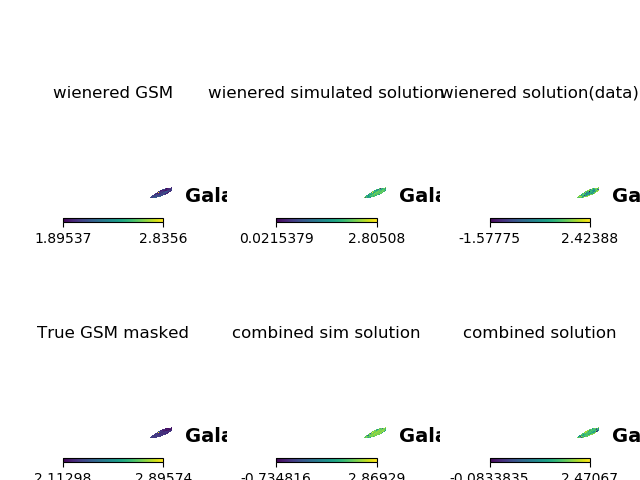 wienered GSM wienered simulated solution wienered solution(data)
Gala Gala Ga
1.89537 2.8356 0.0215379 2.80508 -1.57775 2.42388
True GSM masked combined sim solution combined solution
Gala Gala Ga
2.11298 2.89574 -0.734816 2.86929 -0.0833835 2.47067